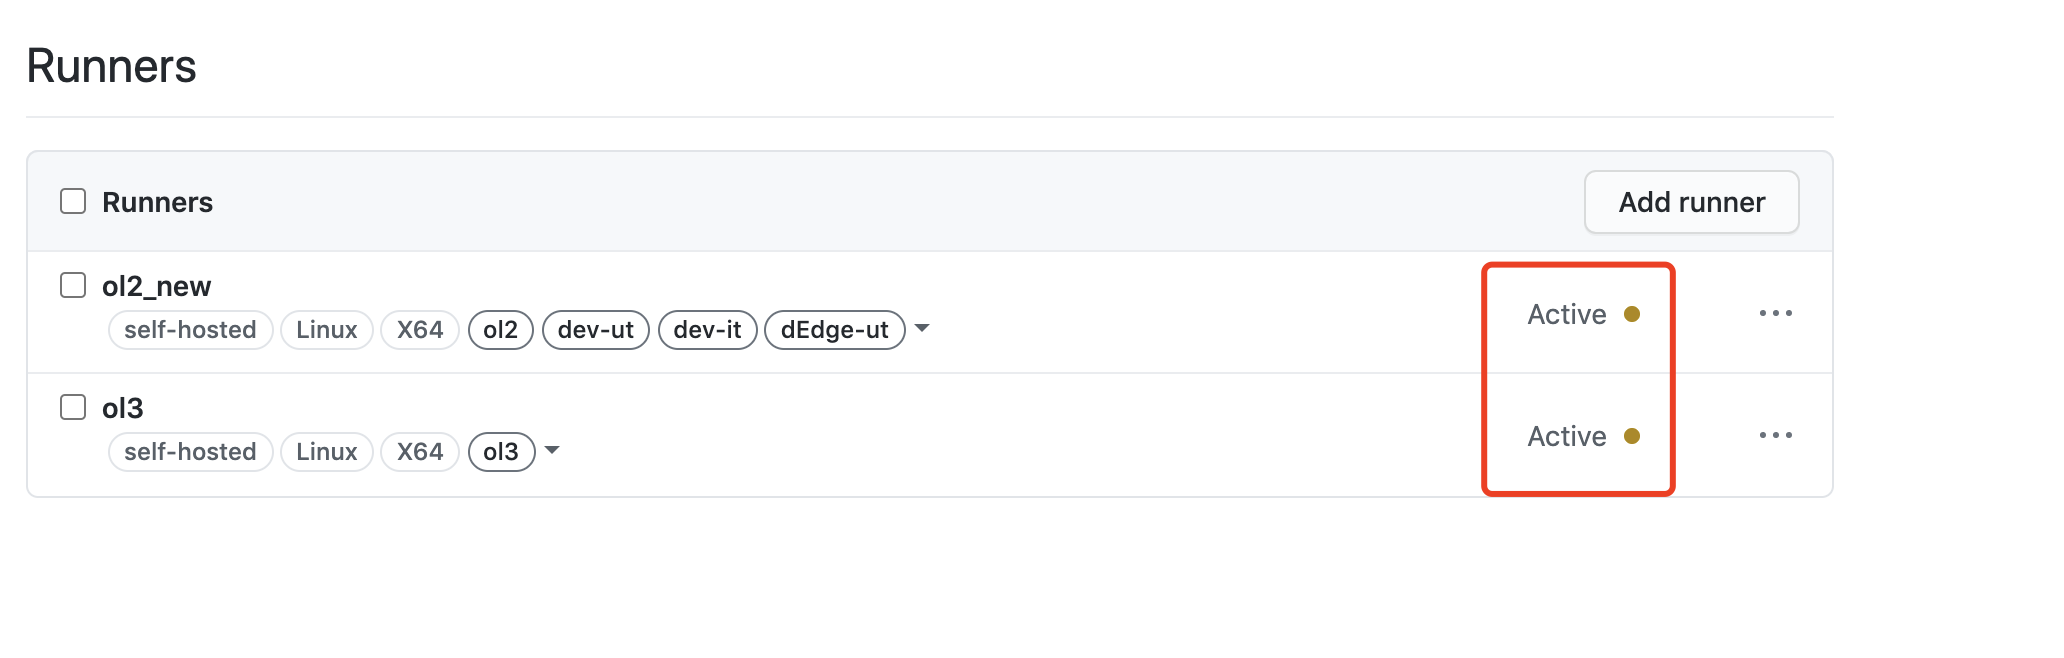 Runners
Runners Add runner
ol2_new
self-hosted Linux X64 ol2 dev-ut dev-it dEdge-ut
Active
ol3
self-hosted Linux X64 ol3
Active